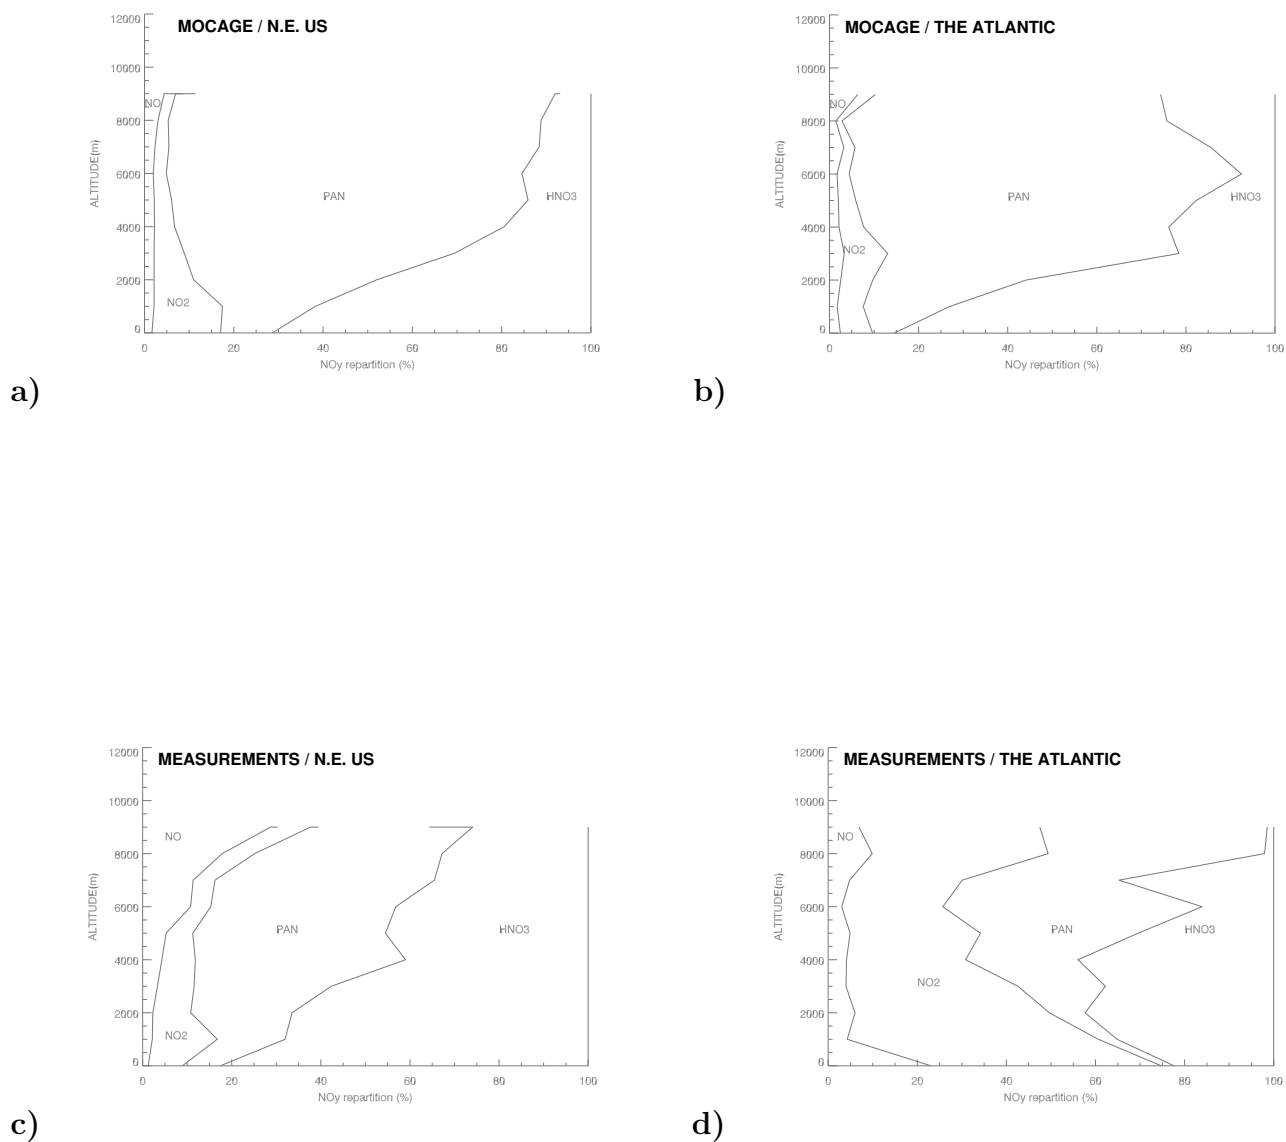 MOCAGE / N.E. US
12000
10000
8000
6000
4000
2000
0
ALTITUDE(m)
NO
PAN
HNO3
NO2
0 20 40 60 80 100
NOy repartition (%)
a)
MOCAGE / THE ATLANTIC
12000
10000
8000
6000
4000
2000
0
ALTITUDE(m)
NO
PAN
HNO3
NO2
0 20 40 60 80 100
NOy repartition (%)
b)
MEASUREMENTS / N.E. US
12000
10000
8000
6000
4000
2000
0
ALTITUDE(m)
NO
PAN
HNO3
NO2
0 20 40 60 80 100
NOy repartition (%)
c)
MEASUREMENTS / THE ATLANTIC
12000
10000
8000
6000
4000
2000
0
ALTITUDE(m)
NO
PAN
HNO3
NO2
0 20 40 60 80 100
NOy repartition (%)
d)